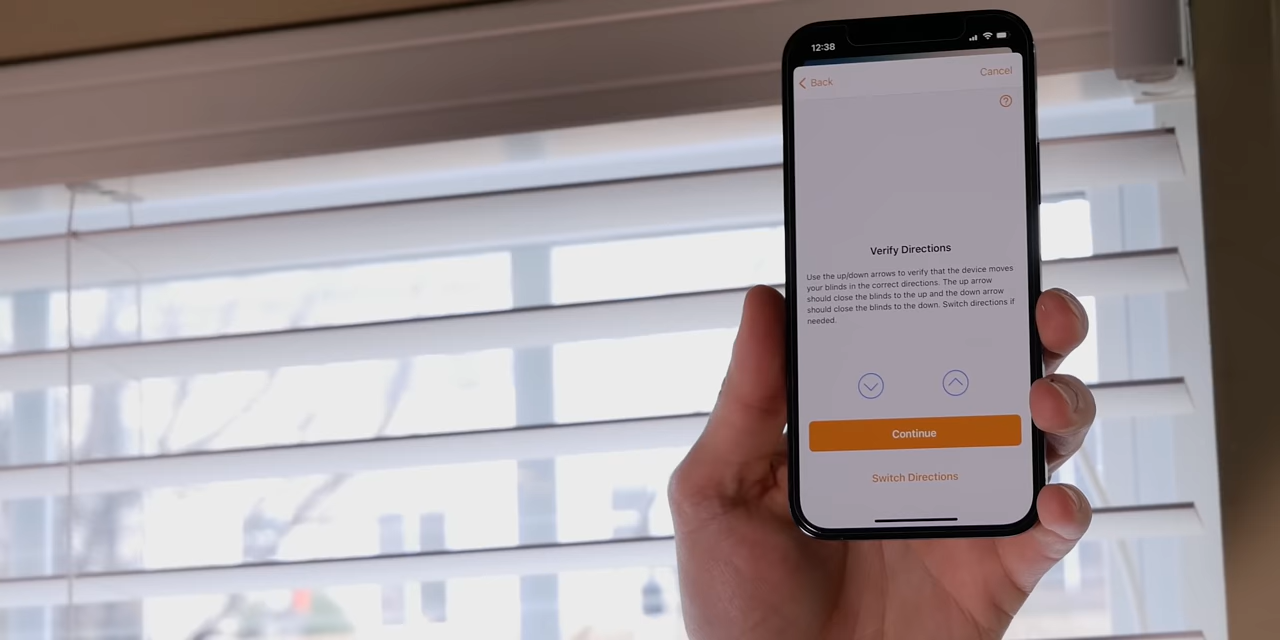 12:38
Back
Cancel
?
Verify Directions
Use the up/down arrows to verify that the device moves
your blinds in the correct directions. The up arrow
should close the blinds to the up and the down arrow
should close the blinds to the down. Switch directions if
needed.
Continue
Switch Directions